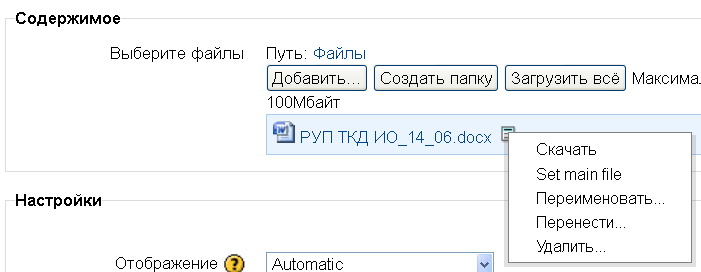 Содержимое
Выберите файлы Путь: Файлы
Добавить... Создать папку Загрузить всё Максима
100Мбайт
РУП ТКД ИО_14_06.docx
Скачать
Set main file
Переименовать...
Перенести...
Удалить...
Настройки
Отображение Automatic